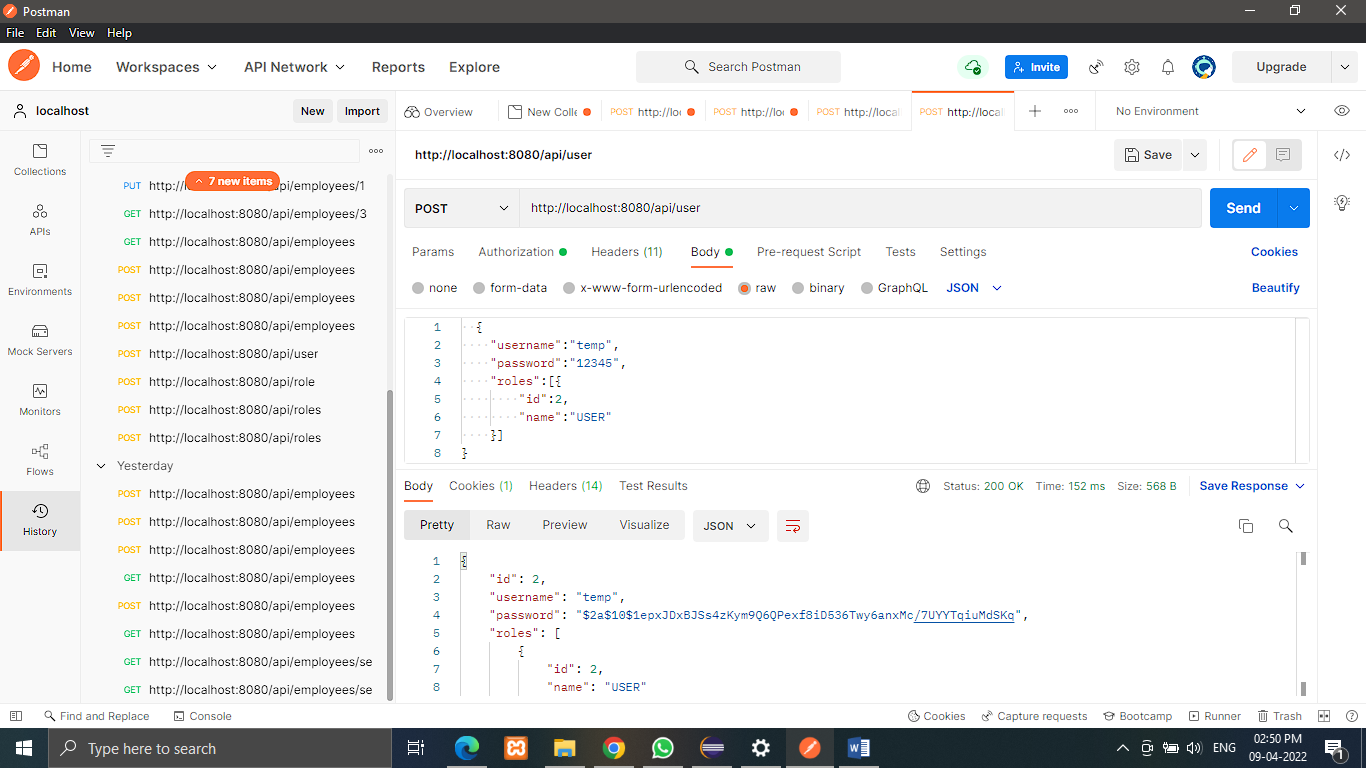 Postman
File Edit View Help
Home Workspaces API Network Reports Explore Search Postman Invite Upgrade
localhost New Import
Overview New Colle POST http://loc POST http://loc POST http://local POST http://local No Environment
Collections
APIs
Environments
Mock Servers
Monitors
Flows
History
7 new items
PUT http://l pi/employees/1
GET http://localhost:8080/api/employees/3
GET http://localhost:8080/api/employees
POST http://localhost:8080/api/employees
POST http://localhost:8080/api/employees
POST http://localhost:8080/api/employees
POST http://localhost:8080/api/user
POST http://localhost:8080/api/role
POST http://localhost:8080/api/roles
POST http://localhost:8080/api/roles
Yesterday
POST http://localhost:8080/api/employees
POST http://localhost:8080/api/employees
POST http://localhost:8080/api/employees
GET http://localhost:8080/api/employees
POST http://localhost:8080/api/employees
GET http://localhost:8080/api/employees
GET http://localhost:8080/api/employees/se
GET http://localhost:8080/api/employees/se
http://localhost:8080/api/user Save
POST http://localhost:8080/api/user Send
Params Authorization Headers (11) Body Pre-request Script Tests Settings Cookies
none form-data x-www-form-urlencoded raw binary GraphQL JSON Beautify
1 {
2 "username":"temp",
3 "password":"12345",
4 "roles":[{
5 "id":2,
6 "name":"USER"
7 }]
8 }
Body Cookies (1) Headers (14) Test Results Status: 200 OK Time: 152 ms Size: 568 B Save Response
Pretty Raw Preview Visualize JSON
1 {
2 "id": 2,
3 "username": "temp",
4 "password": "$2a$10$1epxJDxBJSs4zKym9Q6QPexf8iD536Twy6anxMc/7UYYTqiuMdSKq",
5 "roles": [
6 {
7 "id": 2,
8 "name": "USER"
Find and Replace Console Cookies Capture requests Bootcamp Runner Trash
Type here to search ENG 02:50 PM
09-04-2022
1